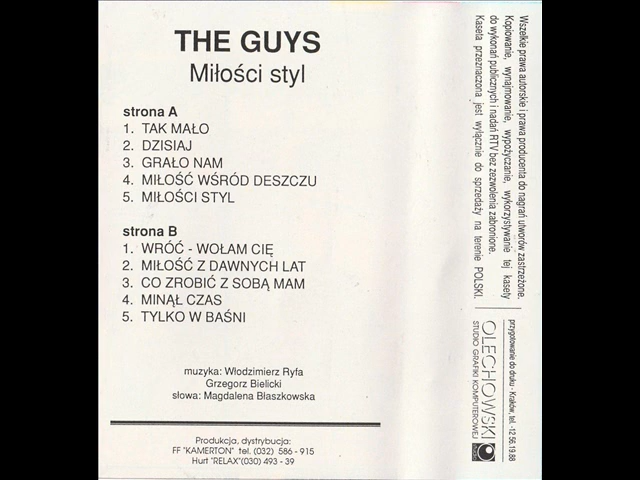 THE GUYS
Miłości styl
strona A
1. TAK MAŁO
2. DZISIAJ
3. GRAŁO NAM
4. MIŁOŚĆ WŚRÓD DESZCZU
5. MIŁOŚCI STYL
strona B
1. WRÓĆ - WOŁAM CIĘ
2. MIŁOŚĆ Z DAWNYCH LAT
3. CO ZROBIĆ Z SOBĄ MAM
4. MINĄŁ CZAS
5. TYLKO W BAŚNI
muzyka: Włodzimierz Ryfa
Grzegorz Bielicki
słowa: Magdalena Błaszkowska
Produkcja, dystrybucja:
FF "KAMERTON" tel. (032) 586 - 915
Hurt "RELAX"(030) 493 - 39
Wszelkie prawa autorskie i prawa producenta do nagrań utworów zastrzeżone.
Kopiowanie, wynajmowanie, wypożyczanie, wykorzystywanie tej kasety
do wykonań publicznych i nadań RTV bez zezwolenia zabronione.
Kaseta przeznaczona jest wyłącznie do sprzedaży na terenie POLSKI.
przygotowanie do druku - Kraków, tel. -12 56.19.88
OLECHOWSKI
STUDIO GRAFIKI KOMPUTEROWEJ